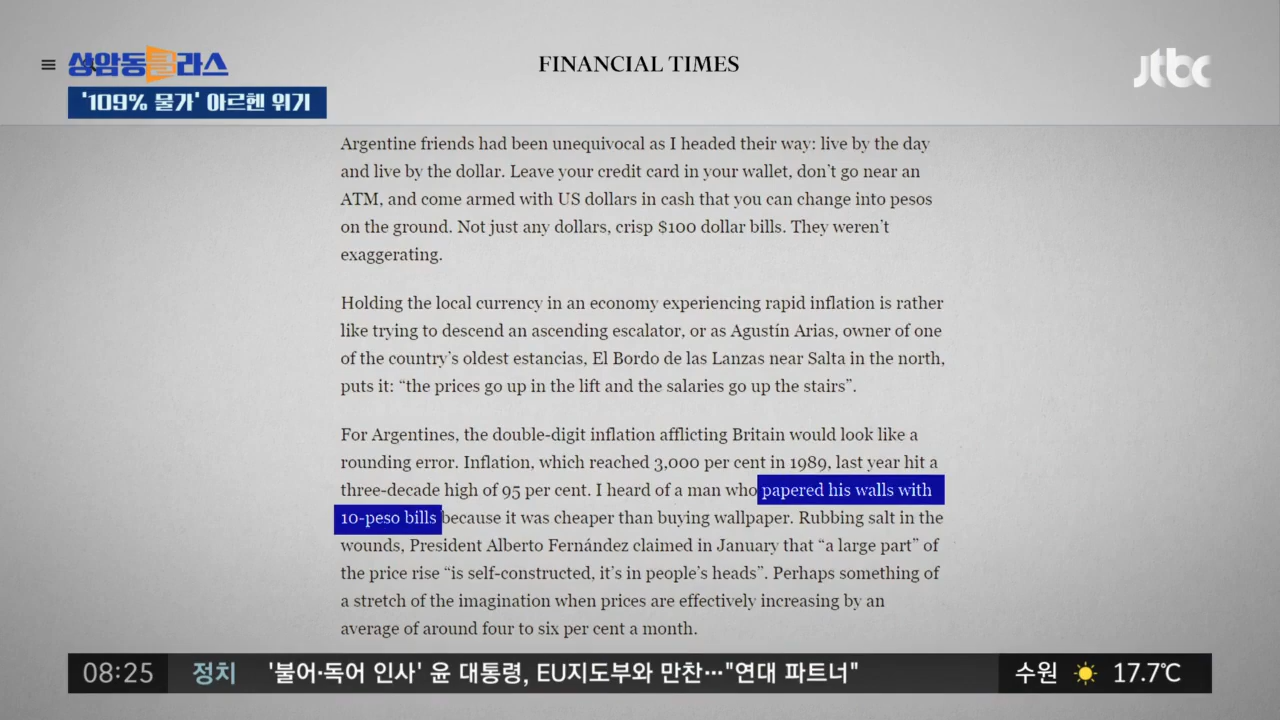 상암동클라스
FINANCIAL TIMES
jtbc
'109% 물가' 아르헨 위기
Argentine friends had been unequivocal as I headed their way: live by the day
and live by the dollar. Leave your credit card in your wallet, don't go near an
ATM, and come armed with US dollars in cash that you can change into pesos
on the ground. Not just any dollars, crisp $100 dollar bills. They weren't
exaggerating.
Holding the local currency in an economy experiencing rapid inflation is rather
like trying to descend an ascending escalator, or as Agustín Arias, owner of one
of the country's oldest estancias, El Bordo de las Lanzas near Salta in the north,
puts it: “the prices go up in the lift and the salaries go up the stairs”.
For Argentines, the double-digit inflation afflicting Britain would look like a
rounding error. Inflation, which reached 3,000 per cent in 1989, last year hit a
three-decade high of 95 per cent. I heard of a man who papered his walls with
10-peso bills because it was cheaper than buying wallpaper. Rubbing salt in the
wounds, President Alberto Fernández claimed in January that “a large part” of
the price rise “is self-constructed, it's in people's heads”. Perhaps something of
a stretch of the imagination when prices are effectively increasing by an
average of around four to six per cent a month.
08:25 정치 '불어·독어 인사' 윤 대통령, EU지도부와 만찬…"연대 파트너" 수원 17.7℃